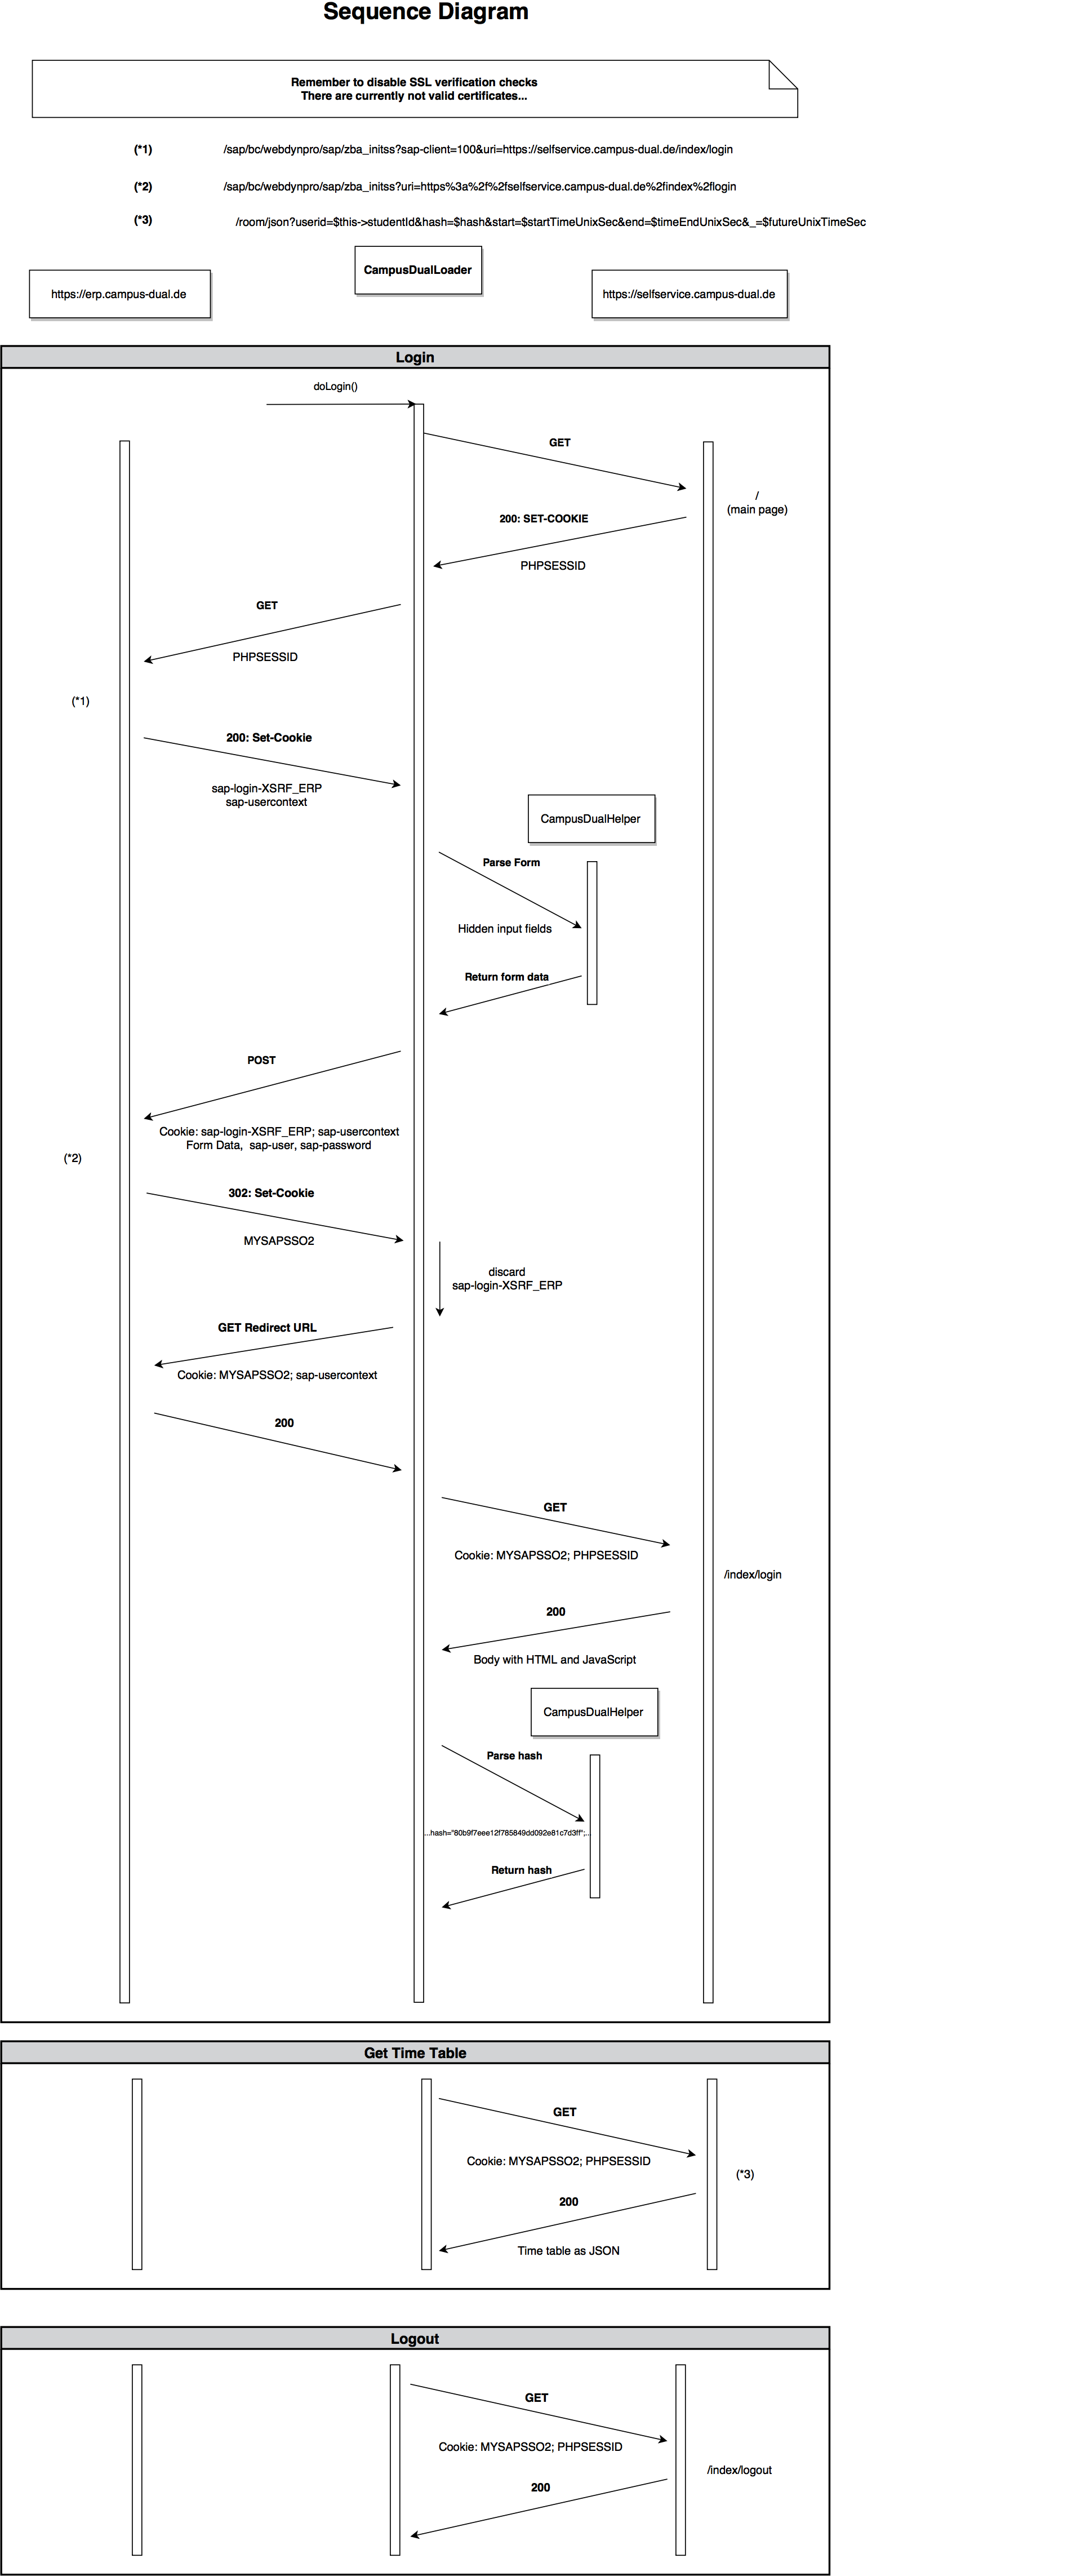 Sequence Diagram
Remember to disable SSL verification checks
There are currently not valid certificates...
(*1) /sap/bc/webdynpro/sap/zba_initss?sap-client=100&uri=https://selfservice.campus-dual.de/index/login
(*2) /sap/bc/webdynpro/sap/zba_initss?uri=https%3a%2f%2fselfservice.campus-dual.de%2findex%2flogin
(*3) /room/json?userid=$this->studentId&hash=$hash&start=$startTimeUnixSec&end=$timeEndUnixSec&_=$futureUnixTimeSec
CampusDualLoader
https://erp.campus-dual.de
https://selfservice.campus-dual.de
Login
doLogin()
GET
/
(main page)
200: SET-COOKIE
PHPSESSID
GET
PHPSESSID
(*1)
200: Set-Cookie
sap-login-XSRF_ERP
sap-usercontext
CampusDualHelper
Parse Form
Hidden input fields
Return form data
POST
Cookie: sap-login-XSRF_ERP; sap-usercontext
Form Data, sap-user, sap-password
(*2)
302: Set-Cookie
MYSAPSSO2
discard
sap-login-XSRF_ERP
GET Redirect URL
Cookie: MYSAPSSO2; sap-usercontext
200
GET
Cookie: MYSAPSSO2; PHPSESSID
/index/login
200
Body with HTML and JavaScript
CampusDualHelper
Parse hash
...hash="80b9f7eee12f785849dd092e81c7d3ff";...
Return hash
Get Time Table
GET
Cookie: MYSAPSSO2; PHPSESSID
(*3)
200
Time table as JSON
Logout
GET
Cookie: MYSAPSSO2; PHPSESSID
/index/logout
200